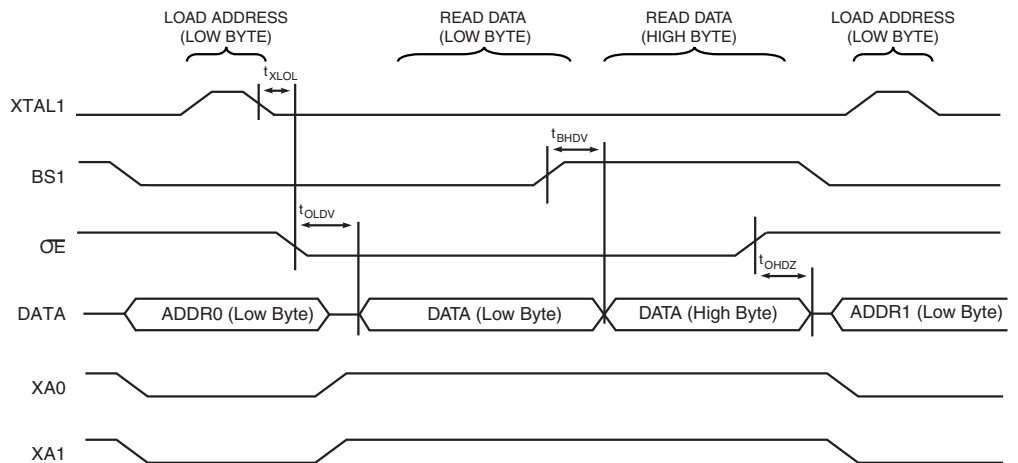 LOAD ADDRESS
(LOW BYTE)
READ DATA
(LOW BYTE)
READ DATA
(HIGH BYTE)
LOAD ADDRESS
(LOW BYTE)
tXLOL
XTAL1
tBHDV
BS1
tOLDV
OE
tOHDZ
DATA
ADDR0 (Low Byte)
DATA (Low Byte)
DATA (High Byte)
ADDR1 (Low Byte)
XA0
XA1